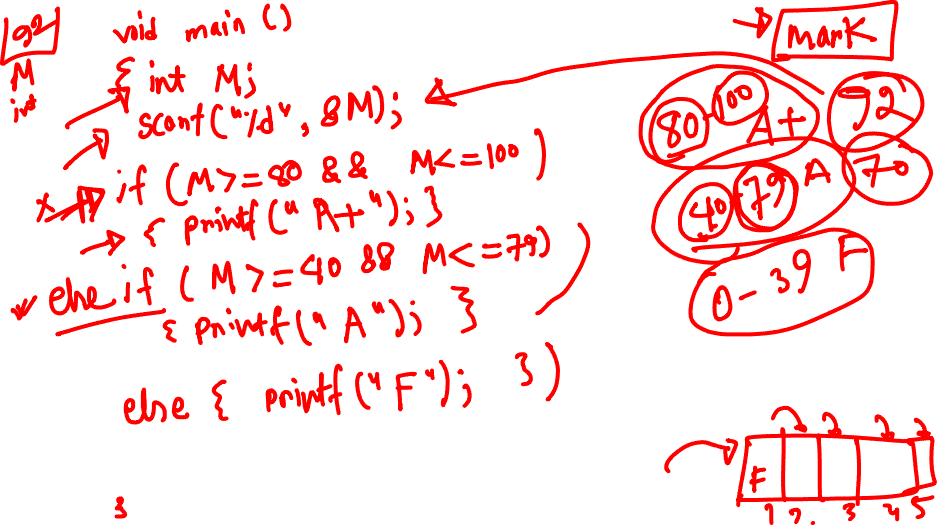 92
M
int
void main ()
{ int M;
scanf("%d", &M);
if (M>=80 && M<=100)
{ printf("A+"); }
else if (M>=40 && M<=79)
{ printf("A"); }
else { printf("F"); })
}
mark
80-100 A+
72
40-79 A
70
0-39 F
F
1 2. 3 4 5